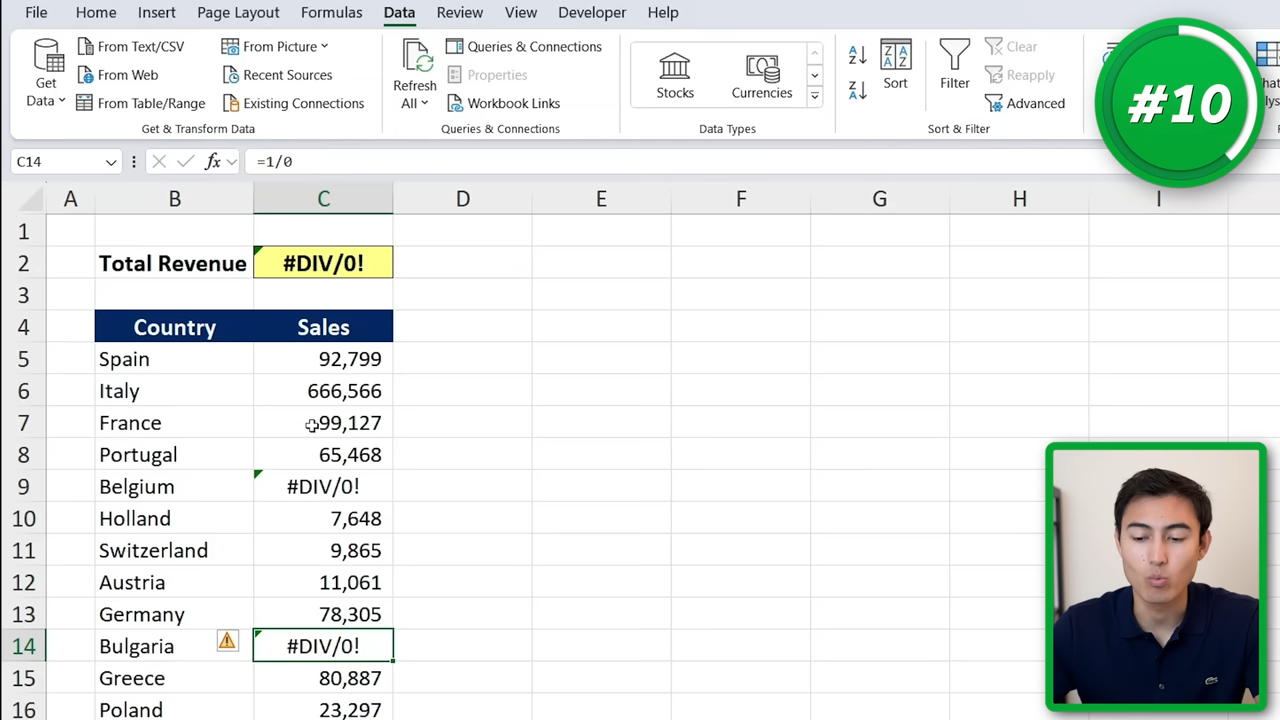 File Home Insert Page Layout Formulas Data Review View Developer Help
Get Data
From Text/CSV
From Web
From Table/Range
From Picture
Recent Sources
Existing Connections
Get & Transform Data
Refresh All
Queries & Connections
Properties
Workbook Links
Queries & Connections
Stocks
Currencies
Data Types
Sort
Filter
Clear
Reapply
Advanced
Sort & Filter
#10
C14 fx =1/0
A B C D E F G H I
1
2 Total Revenue #DIV/0!
3
4 Country Sales
5 Spain 92,799
6 Italy 666,566
7 France 99,127
8 Portugal 65,468
9 Belgium #DIV/0!
10 Holland 7,648
11 Switzerland 9,865
12 Austria 11,061
13 Germany 78,305
14 Bulgaria #DIV/0!
15 Greece 80,887
16 Poland 23,297